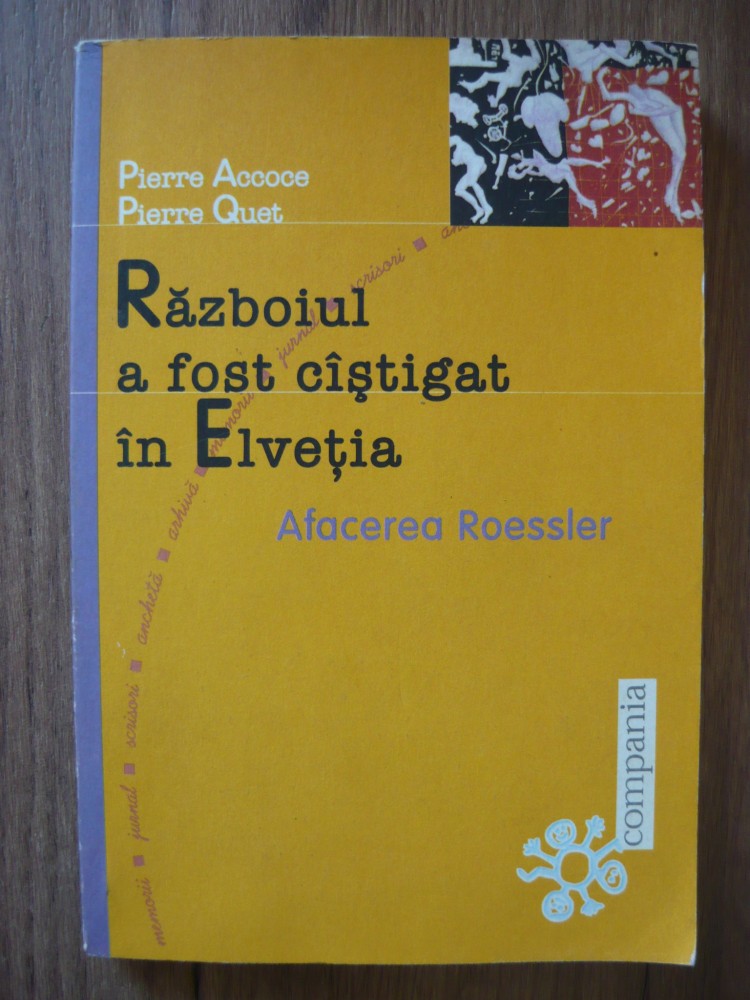 Pierre Accoce
Pierre Quet
Războiul
a fost cîştigat
în Elveţia
Afacerea Roessler
memorii ■ jurnal ■ scrisori ■ anchetă ■ arhivă ■ memorii ■ jurnal ■ scrisori ■
compania